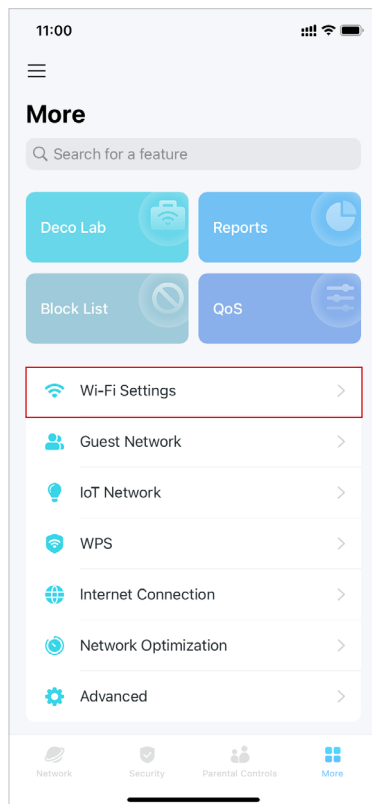 11:00
More
Search for a feature
Deco Lab
Reports
Block List
QoS
Wi-Fi Settings
Guest Network
IoT Network
WPS
Internet Connection
Network Optimization
Advanced
Network Security Parental Controls More